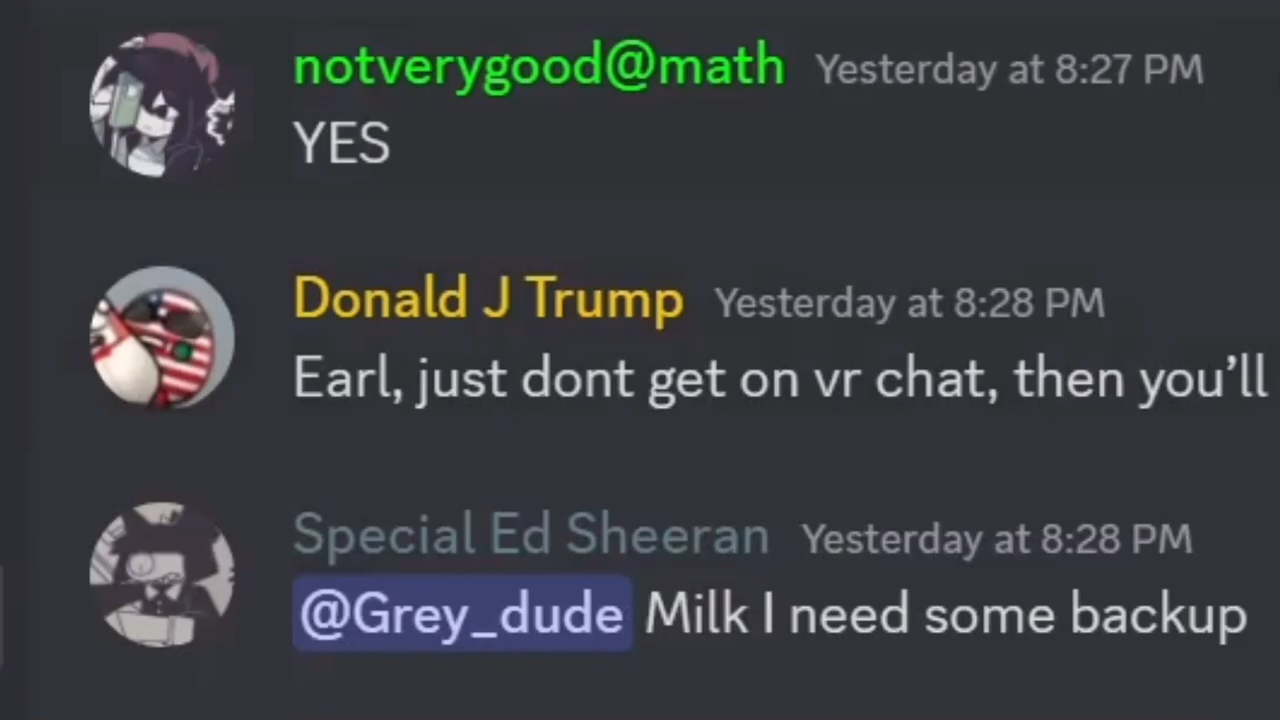 notverygood@math Yesterday at 8:27 PM
YES
Donald J Trump Yesterday at 8:28 PM
Earl, just dont get on vr chat, then you’ll
Special Ed Sheeran Yesterday at 8:28 PM
@Grey_dude Milk I need some backup